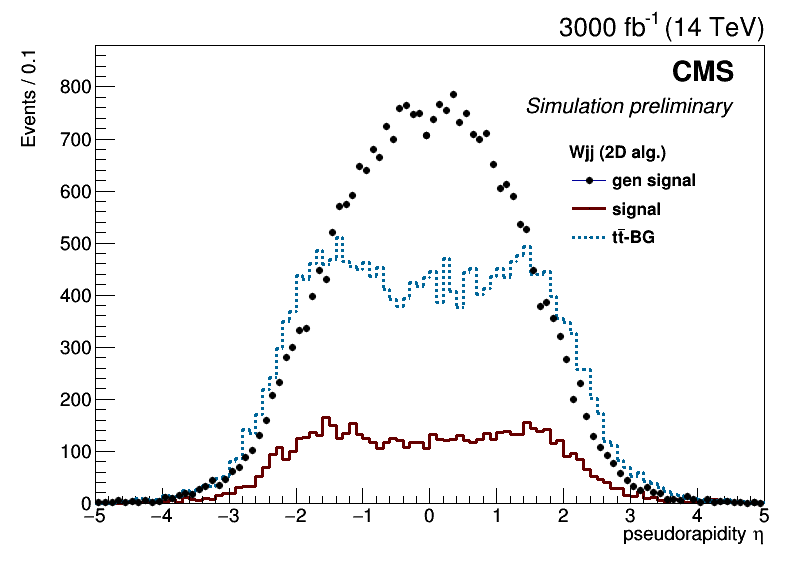 3000 fb⁻¹ (14 TeV)
CMS
Simulation preliminary
Wjj (2D alg.)
gen signal
signal
tt̄-BG
Events / 0.1
800
700
600
500
400
300
200
100
0
−5 −4 −3 −2 −1 0 1 2 3 4 5
pseudorapidity η